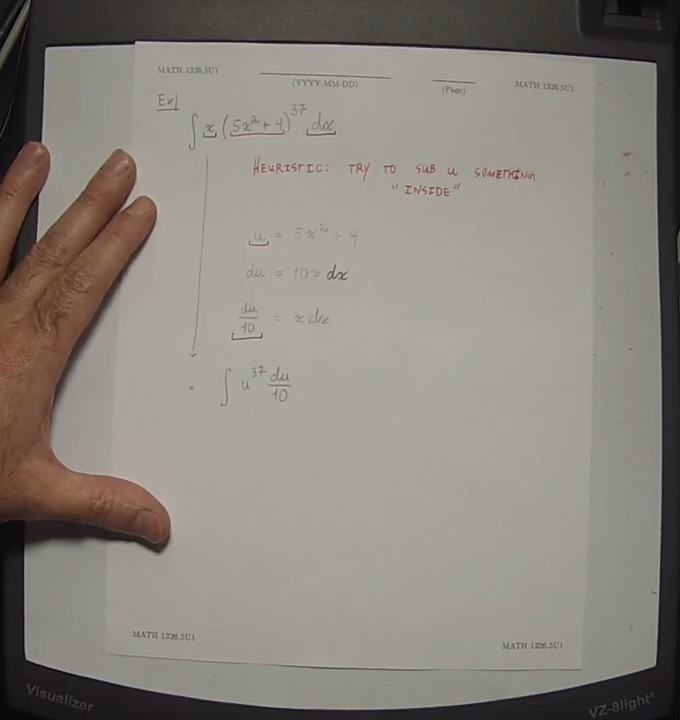 MATH 1326.5U1
(YYYY-MM-DD)
(Page)
MATH 1326.5U1
Ex|
∫ x (5x² + 4)³⁷ dx
HEURISTIC: TRY TO SUB u SOMETHING
"INSIDE"
u = 5x² + 4
du = 10x dx
du/10 = x dx
= ∫ u³⁷ du/10
MATH 1326.5U1
MATH 1326.5U1
Visualizer
VZ-8light³